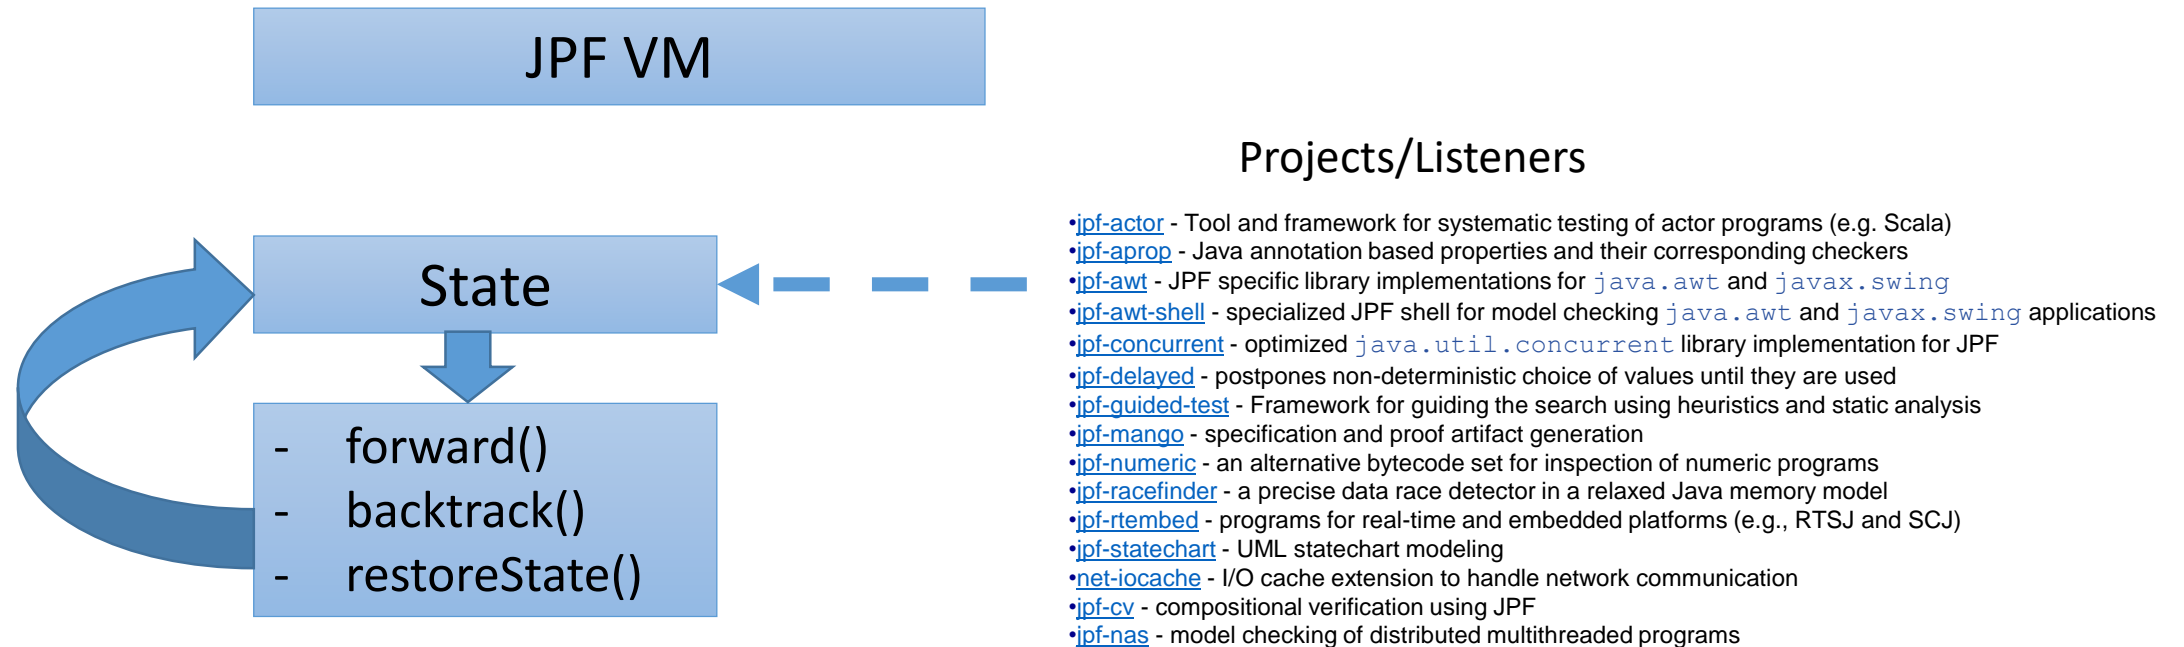 JPF VM
State
- forward()
- backtrack()
- restoreState()
Projects/Listeners
•jpf-actor - Tool and framework for systematic testing of actor programs (e.g. Scala)
•jpf-aprop - Java annotation based properties and their corresponding checkers
•jpf-awt - JPF specific library implementations for java.awt and javax.swing
•jpf-awt-shell - specialized JPF shell for model checking java.awt and javax.swing applications
•jpf-concurrent - optimized java.util.concurrent library implementation for JPF
•jpf-delayed - postpones non-deterministic choice of values until they are used
•jpf-guided-test - Framework for guiding the search using heuristics and static analysis
•jpf-mango - specification and proof artifact generation
•jpf-numeric - an alternative bytecode set for inspection of numeric programs
•jpf-racefinder - a precise data race detector in a relaxed Java memory model
•jpf-rtembed - programs for real-time and embedded platforms (e.g., RTSJ and SCJ)
•jpf-statechart - UML statechart modeling
•net-iocache - I/O cache extension to handle network communication
•jpf-cv - compositional verification using JPF
•jpf-nas - model checking of distributed multithreaded programs